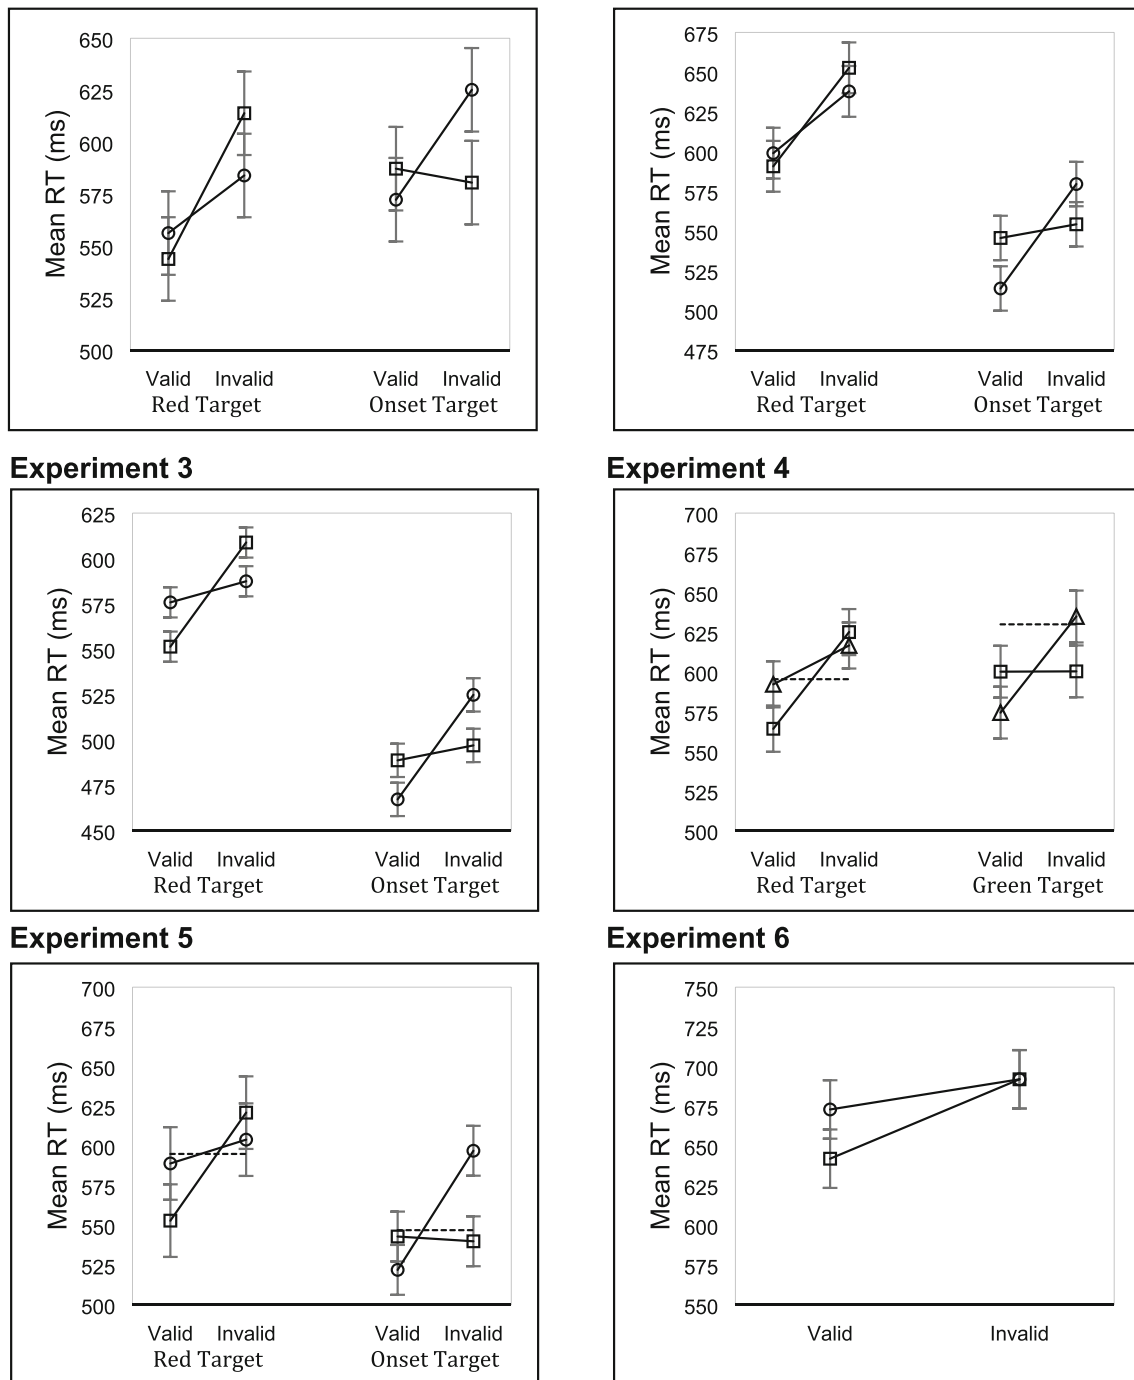 650
625
600
575
550
525
500
Mean RT (ms)
Valid Invalid Valid Invalid
Red Target Onset Target
675
650
625
600
575
550
525
500
475
Mean RT (ms)
Valid Invalid Valid Invalid
Red Target Onset Target
Experiment 3
625
600
575
550
525
500
475
450
Mean RT (ms)
Valid Invalid Valid Invalid
Red Target Onset Target
Experiment 4
700
675
650
625
600
575
550
525
500
Mean RT (ms)
Valid Invalid Valid Invalid
Red Target Green Target
Experiment 5
700
675
650
625
600
575
550
525
500
Mean RT (ms)
Valid Invalid Valid Invalid
Red Target Onset Target
Experiment 6
750
725
700
675
650
625
600
575
550
Mean RT (ms)
Valid Invalid